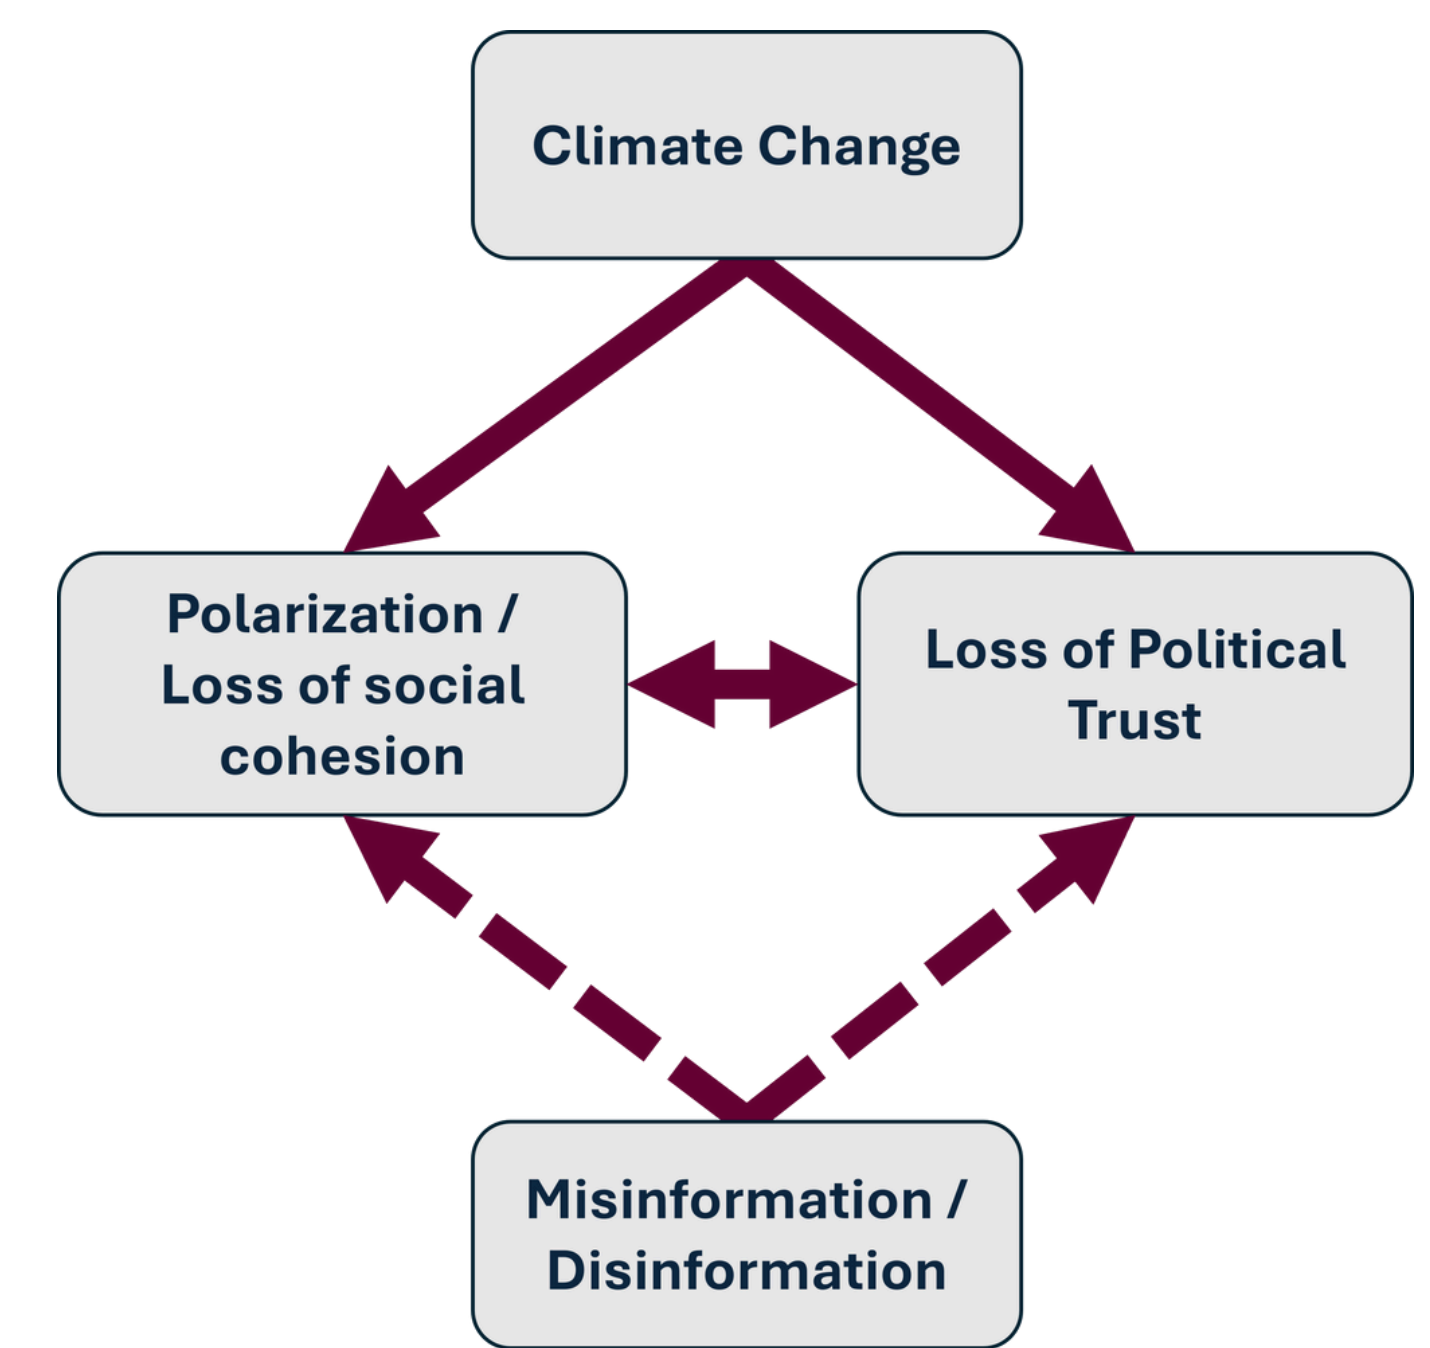 Climate Change
Polarization /
Loss of social
cohesion
Loss of Political
Trust
Misinformation /
Disinformation